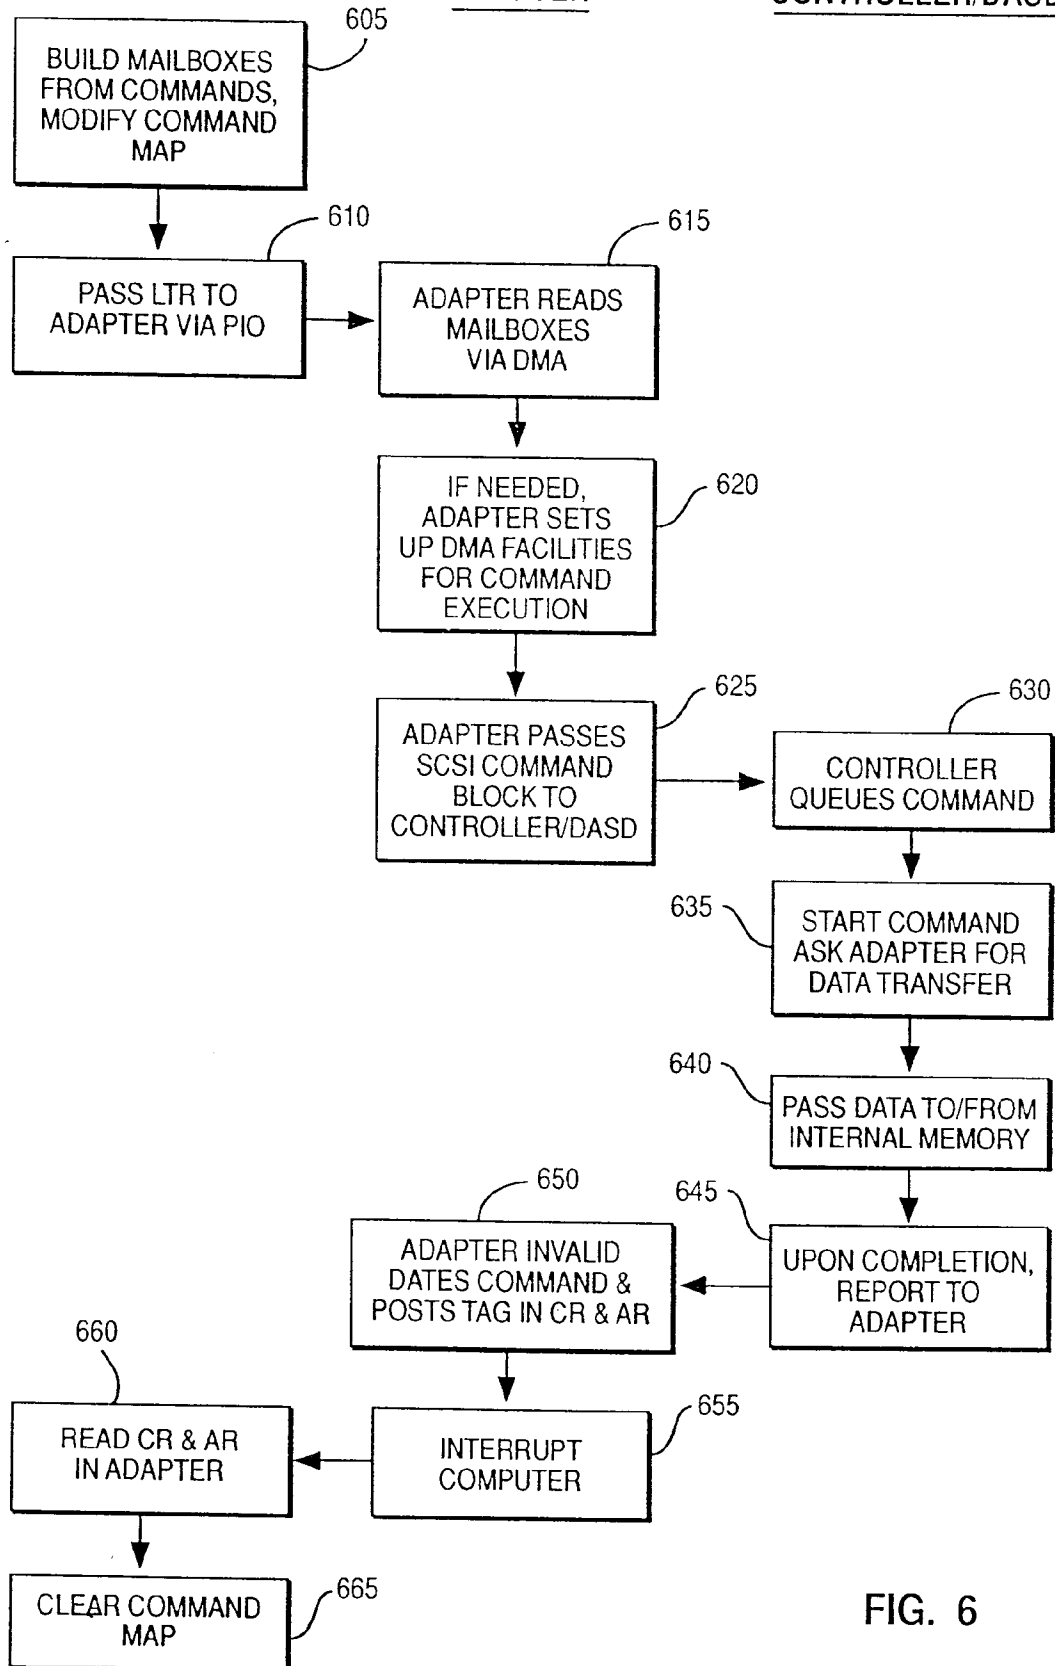 CONTROLLER/DASD
605
BUILD MAILBOXES
FROM COMMANDS,
MODIFY COMMAND
MAP
610
PASS LTR TO
ADAPTER VIA PIO
615
ADAPTER READS
MAILBOXES
VIA DMA
620
IF NEEDED,
ADAPTER SETS
UP DMA FACILITIES
FOR COMMAND
EXECUTION
625
ADAPTER PASSES
SCSI COMMAND
BLOCK TO
CONTROLLER/DASD
630
CONTROLLER
QUEUES COMMAND
635
START COMMAND
ASK ADAPTER FOR
DATA TRANSFER
640
PASS DATA TO/FROM
INTERNAL MEMORY
645
UPON COMPLETION,
REPORT TO
ADAPTER
650
ADAPTER INVALID
DATES COMMAND &
POSTS TAG IN CR & AR
655
INTERRUPT
COMPUTER
660
READ CR & AR
IN ADAPTER
665
CLEAR COMMAND
MAP
FIG. 6